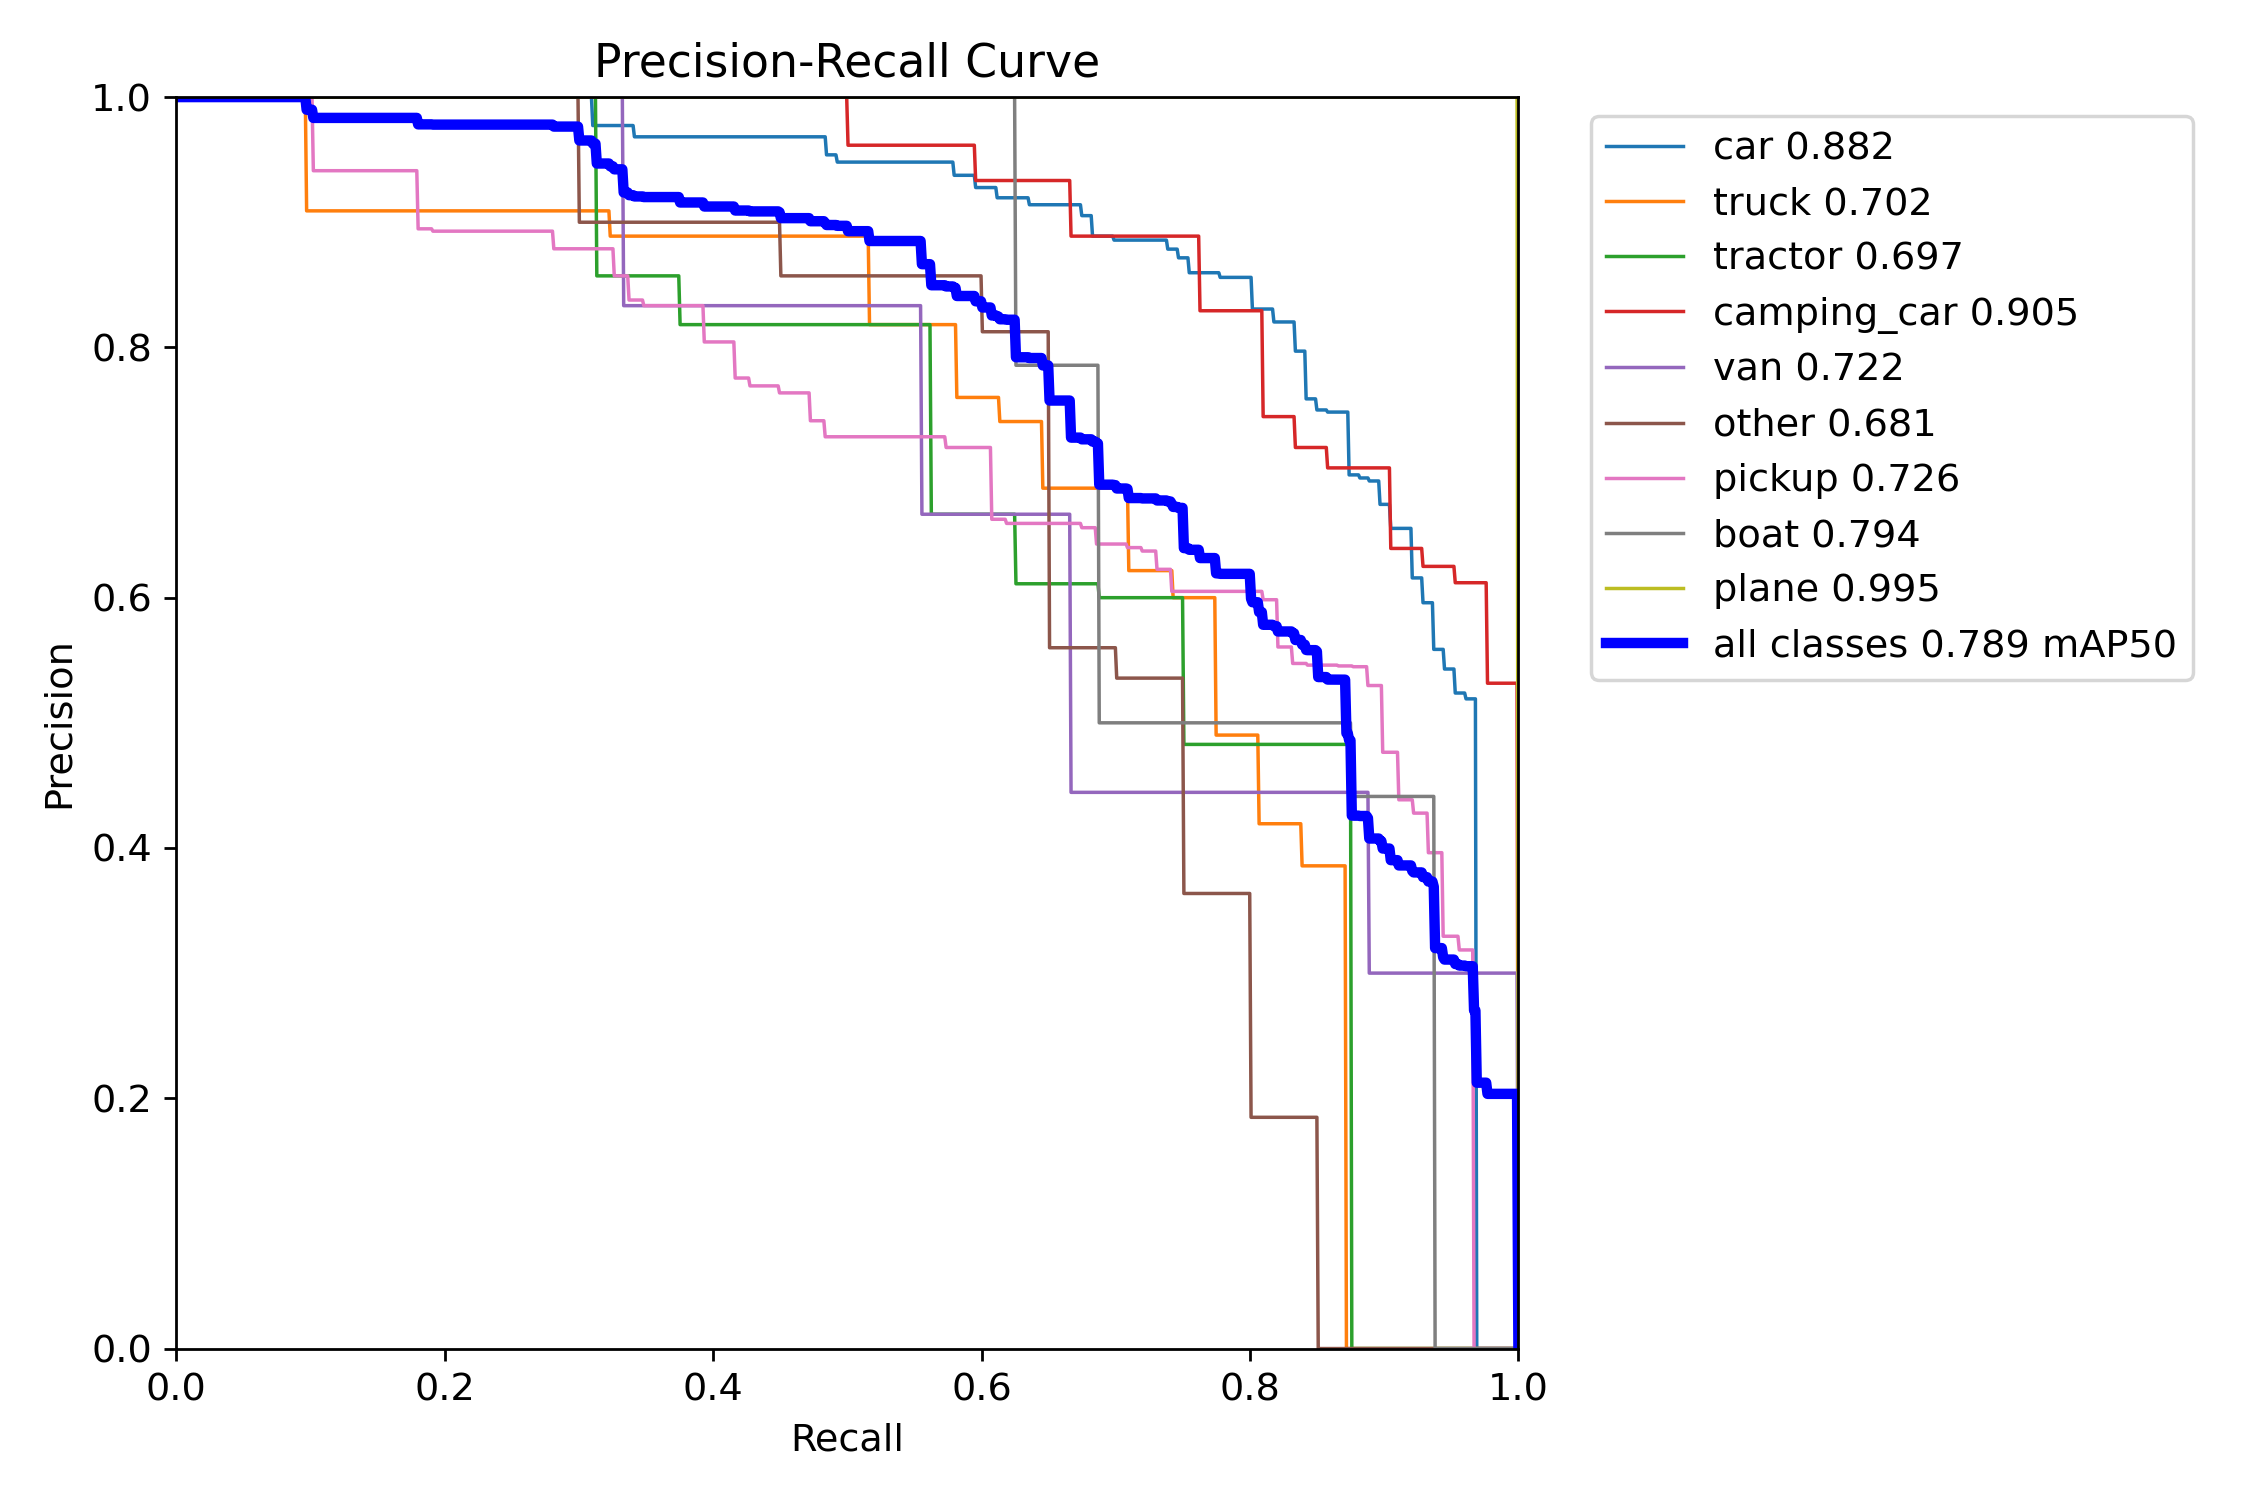 Precision-Recall Curve
1.0
0.8
0.6
0.4
0.2
0.0
Precision
0.0 0.2 0.4 0.6 0.8 1.0
Recall
car 0.882
truck 0.702
tractor 0.697
camping_car 0.905
van 0.722
other 0.681
pickup 0.726
boat 0.794
plane 0.995
all classes 0.789 mAP50